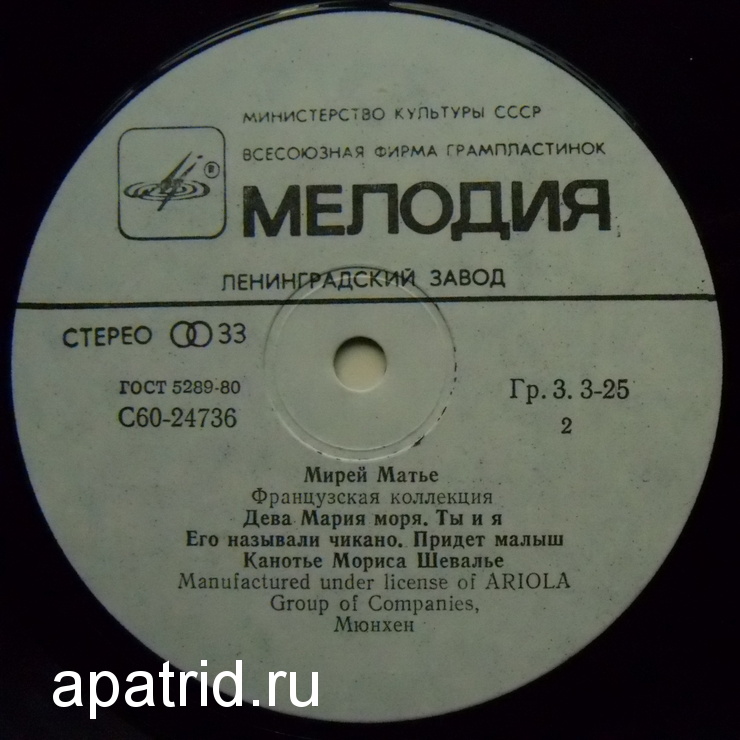 МИНИСТЕРСТВО КУЛЬТУРЫ СССР
ВСЕСОЮЗНАЯ ФИРМА ГРАМПЛАСТИНОК
®
МЕЛОДИЯ
ЛЕНИНГРАДСКИЙ ЗАВОД
СТЕРЕО 33
ГОСТ 5289-80
С60-24736
Гр. 3. 3-25
2
Мирей Матье
Французская коллекция
Дева Мария моря. Ты и я
Его называли чикано. Придет малыш
Канотье Мориса Шевалье
Manufactured under license of ARIOLA
Group of Companies,
Мюнхен
apatrid.ru